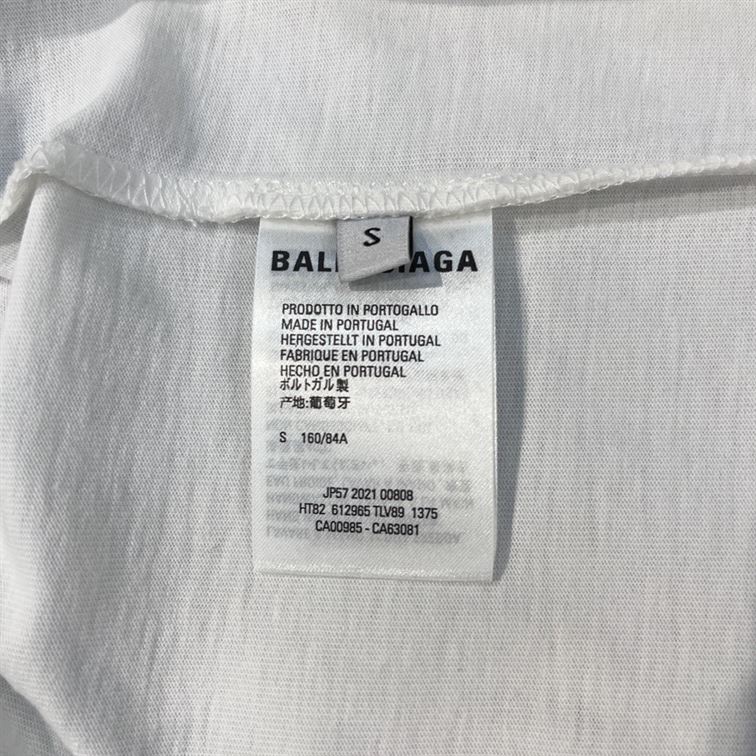 S
BAL IAGA
PRODOTTO IN PORTOGALLO
MADE IN PORTUGAL
HERGESTELLT IN PORTUGAL
FABRIQUE EN PORTUGAL
HECHO EN PORTUGAL
ポルトガル製
产地:葡萄牙
S 160/84A
JP57 2021 00808
HT82 612965 TLV89 1375
CA00985 - CA63081